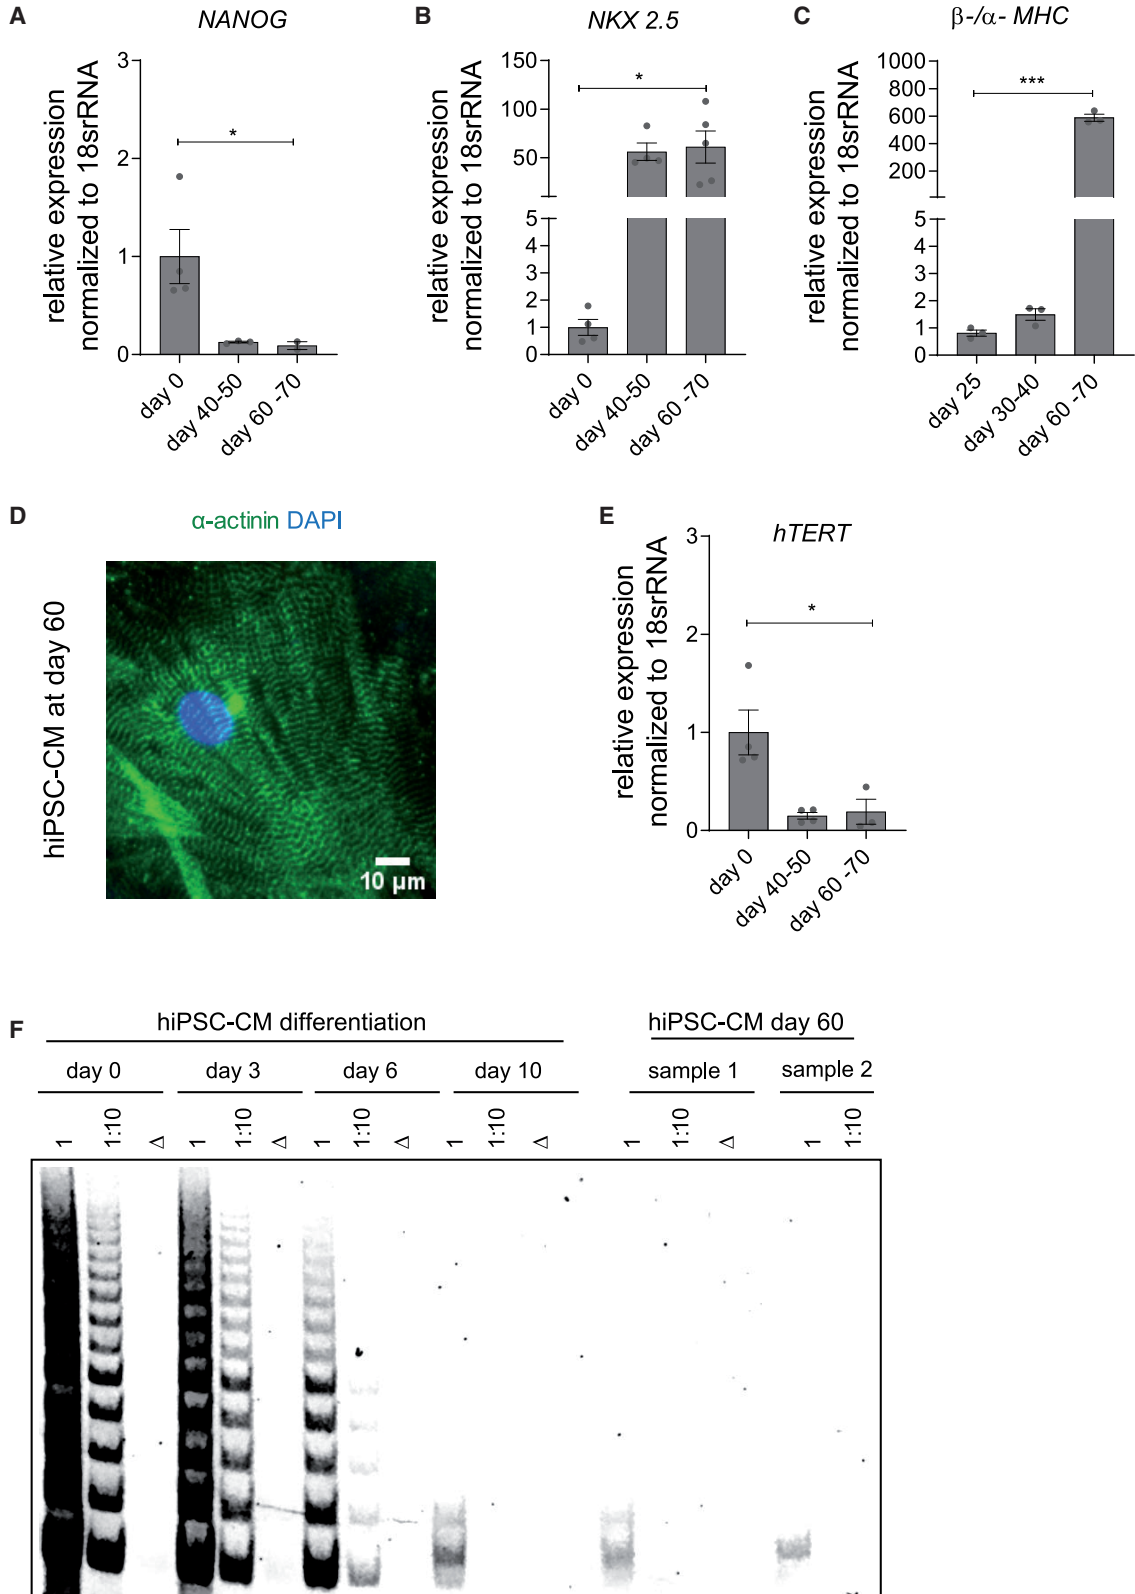 A
NANOG
relative expression
normalized to 18srRNA
3
2
1
0
*
day 0
day 40-50
day 60 -70
B
NKX 2.5
relative expression
normalized to 18srRNA
150
100
50
5
4
3
2
1
0
*
day 0
day 40-50
day 60 -70
C
β-/α- MHC
relative expression
normalized to 18srRNA
1000
800
600
400
200
5
4
3
2
1
0
***
day 25
day 30-40
day 60 -70
D
α-actinin DAPI
hiPSC-CM at day 60
10 µm
E
hTERT
relative expression
normalized to 18srRNA
3
2
1
0
*
day 0
day 40-50
day 60 -70
F
hiPSC-CM differentiation
hiPSC-CM day 60
day 0 day 3 day 6 day 10 sample 1 sample 2
1 1:10 Δ 1 1:10 Δ 1 1:10 Δ 1 1:10 Δ 1 1:10 Δ 1 1:10